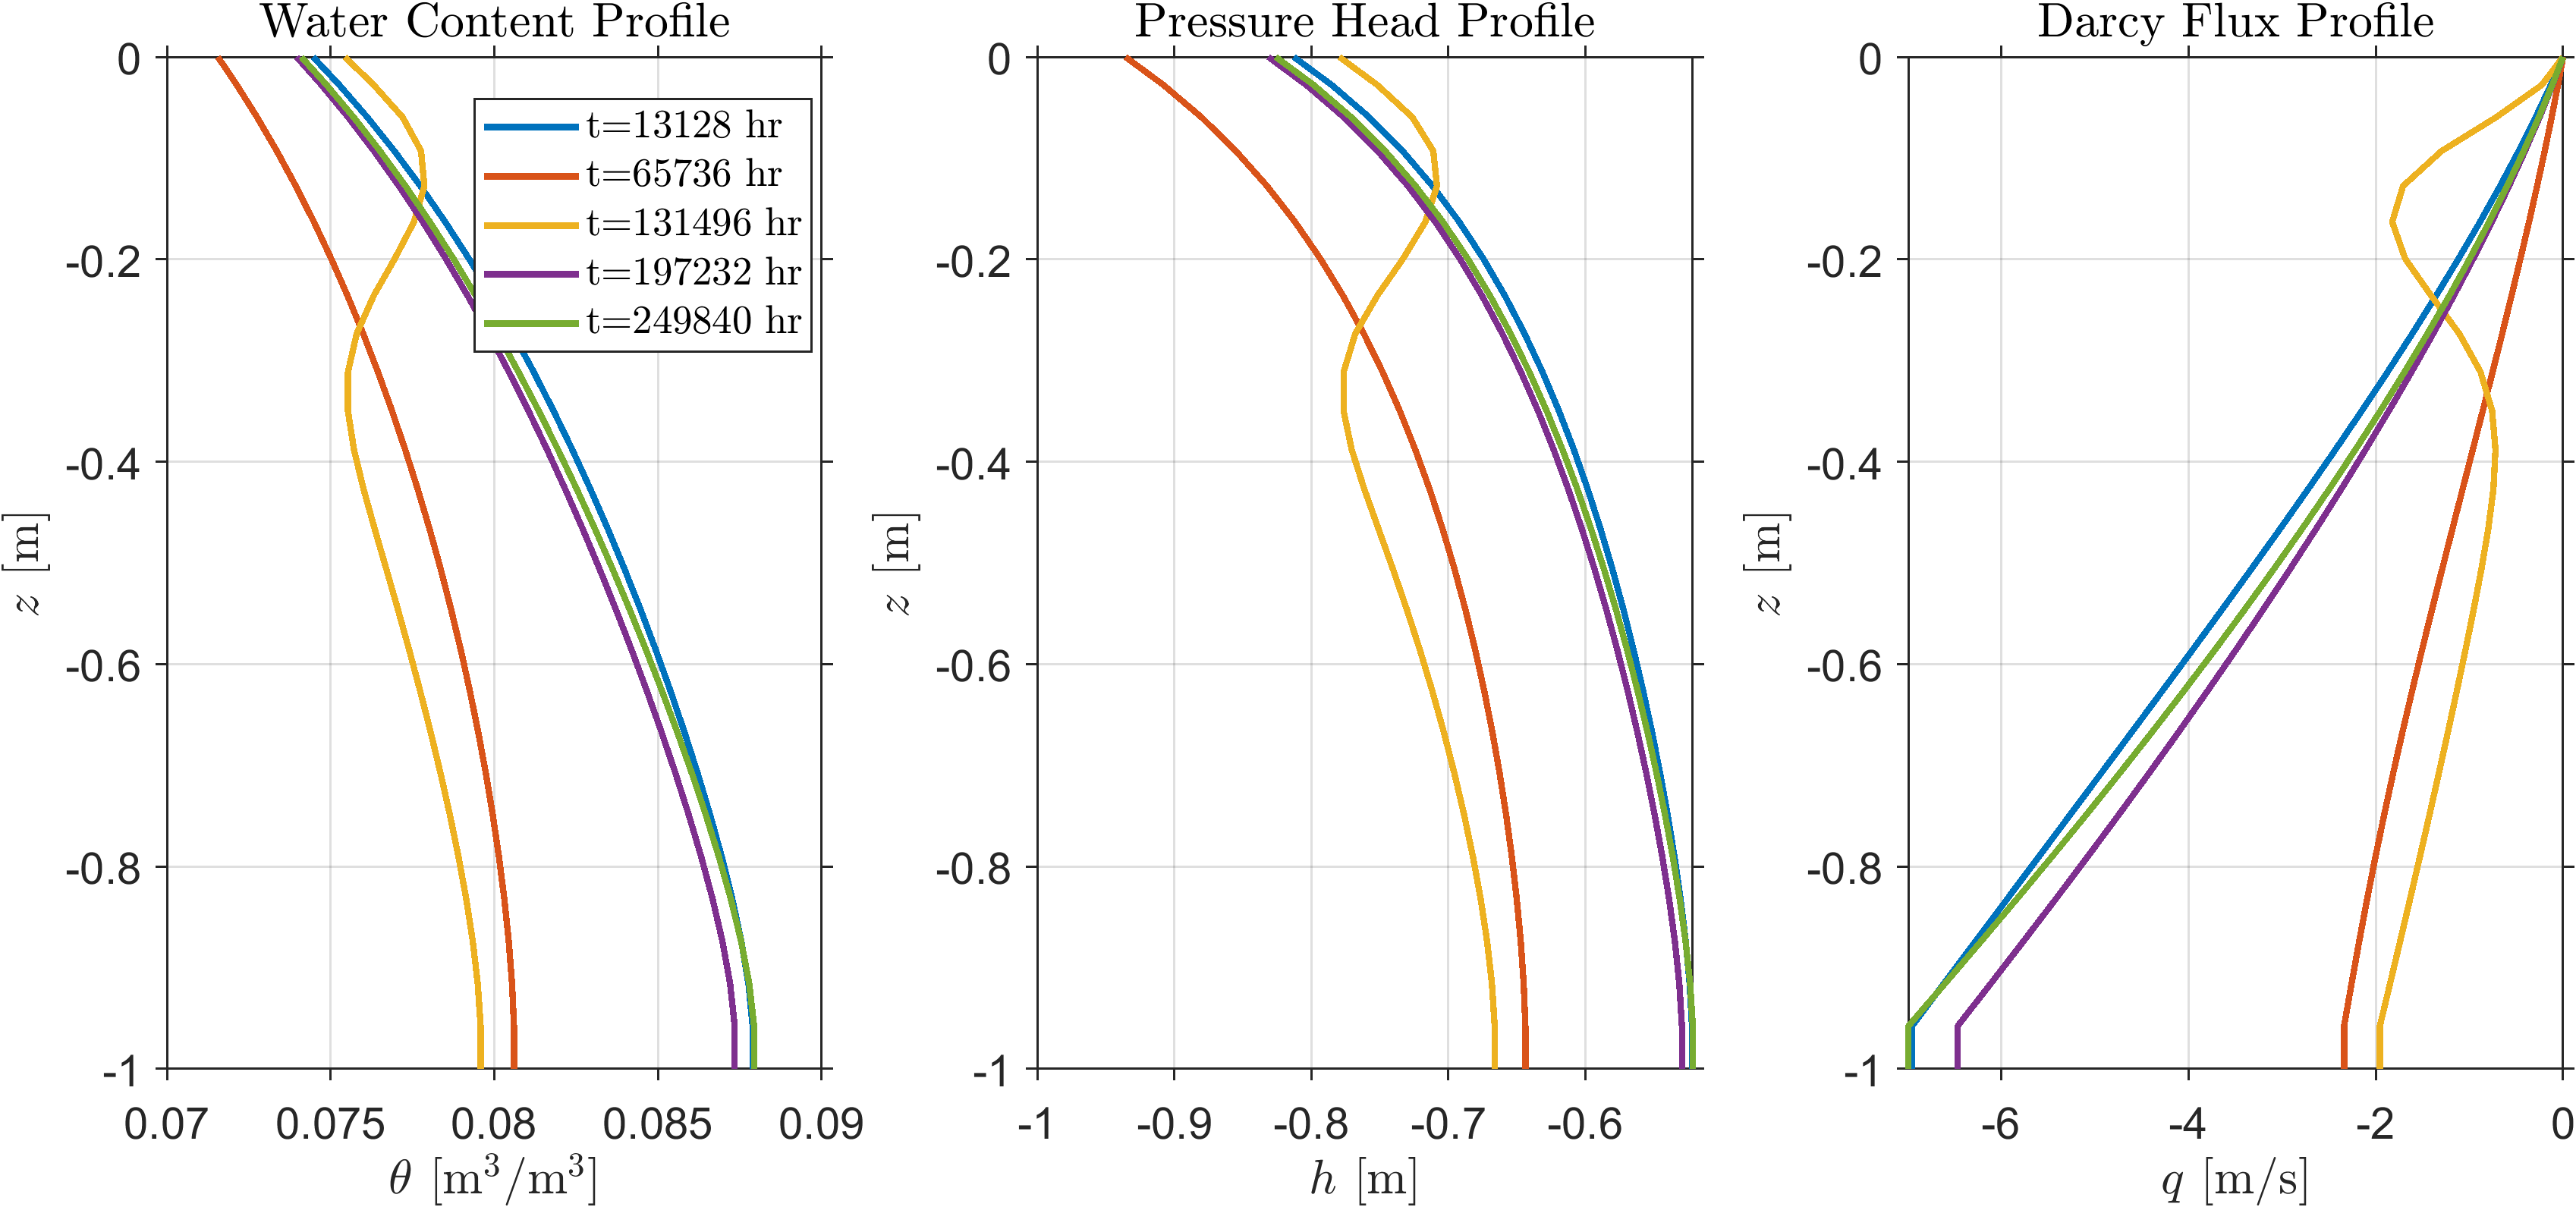 Water Content Profile
0
-0.2
-0.4
-0.6
-0.8
-1
z [m]
0.07 0.075 0.08 0.085 0.09
θ [m³/m³]
t=13128 hr
t=65736 hr
t=131496 hr
t=197232 hr
t=249840 hr
Pressure Head Profile
0
-0.2
-0.4
-0.6
-0.8
-1
z [m]
-1 -0.9 -0.8 -0.7 -0.6
h [m]
Darcy Flux Profile
0
-0.2
-0.4
-0.6
-0.8
-1
z [m]
-6 -4 -2 0
q [m/s]